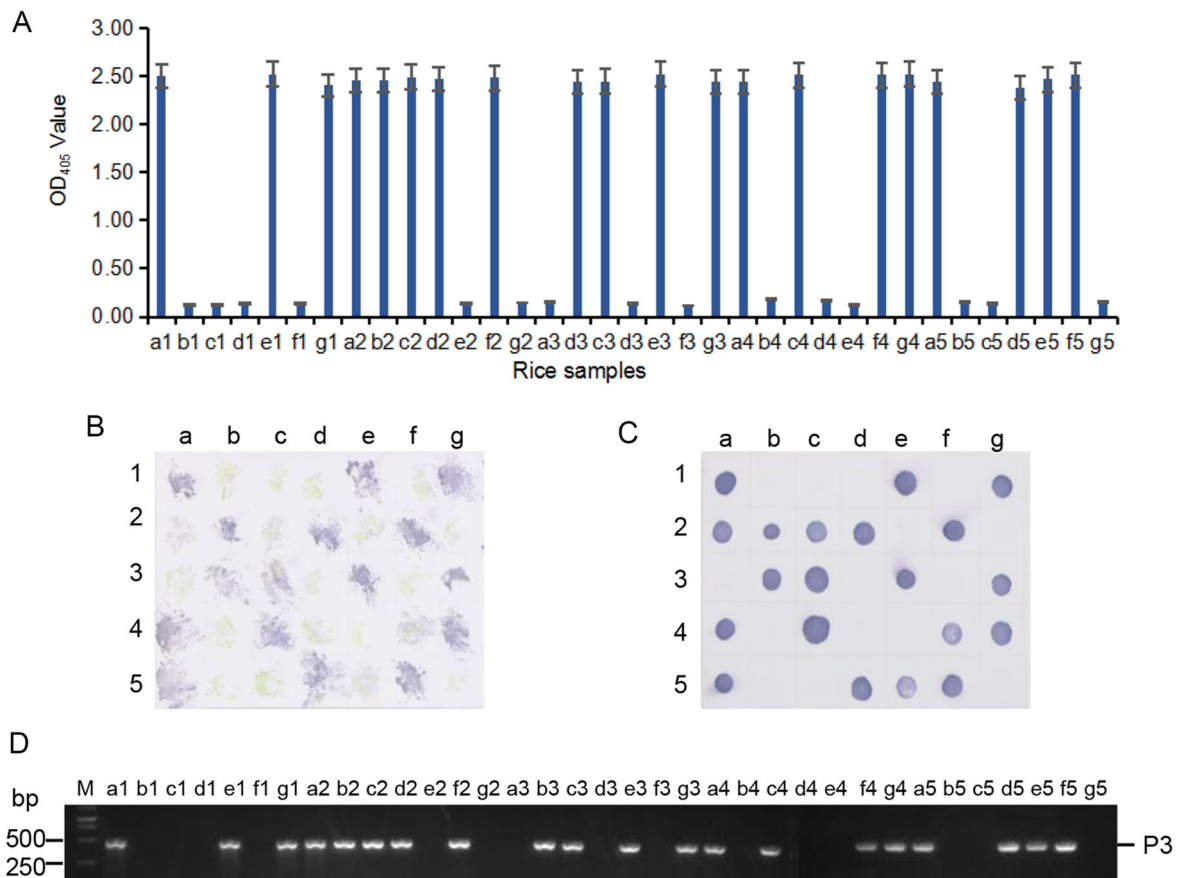 A
3.00
2.50
2.00
1.50
1.00
0.50
0.00
OD405 Value
a1 b1 c1 d1 e1 f1 g1 a2 b2 c2 d2 e2 f2 g2 a3 d3 c3 d3 e3 f3 g3 a4 b4 c4 d4 e4 f4 g4 a5 b5 c5 d5 e5 f5 g5
Rice samples
B
a b c d e f g
1
2
3
4
5
C
a b c d e f g
1
2
3
4
5
D
bp
M a1 b1 c1 d1 e1 f1 g1 a2 b2 c2 d2 e2 f2 g2 a3 b3 c3 d3 e3 f3 g3 a4 b4 c4 d4 e4 f4 g4 a5 b5 c5 d5 e5 f5 g5
500
250
P3